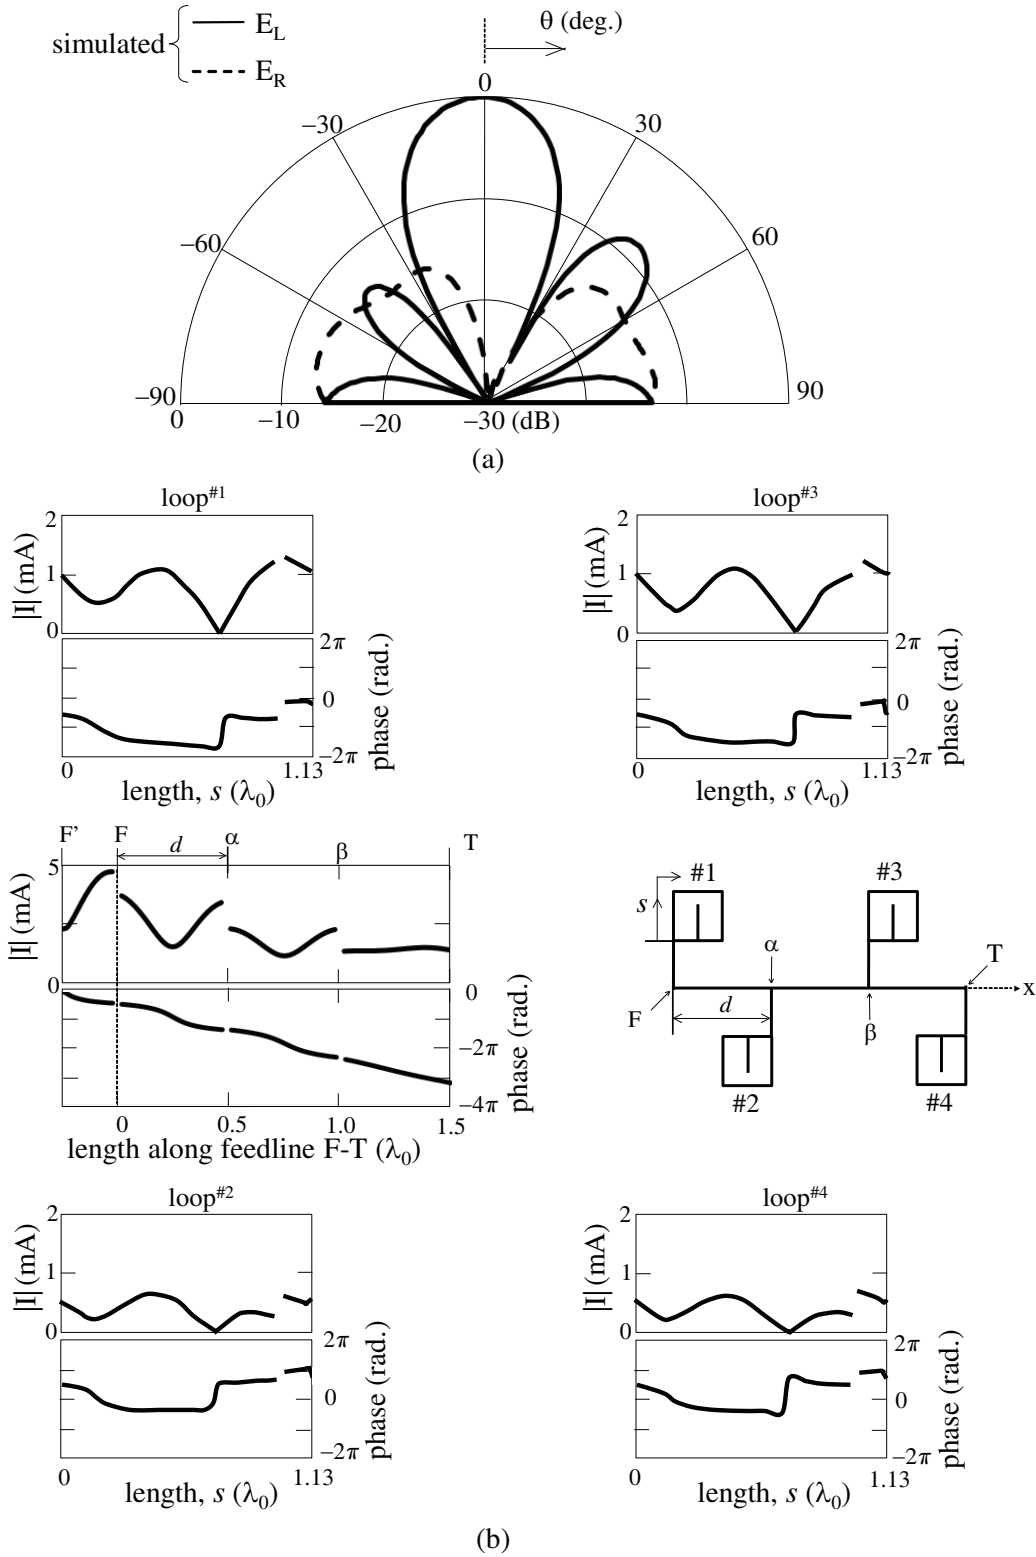 simulated
E_L
E_R
θ (deg.)
0
−30
30
−60
60
−90
90
0
−10
−20
−30 (dB)
(a)
loop#1
2
1
0
|I| (mA)
2π
0
−2π
phase (rad.)
0
1.13
length, s (λ0)
loop#3
2
1
0
|I| (mA)
2π
0
−2π
phase (rad.)
0
1.13
length, s (λ0)
F' F d α β T
5
0
|I| (mA)
0
−2π
−4π
phase (rad.)
0 0.5 1.0 1.5
length along feedline F-T (λ0)
#1
#3
s
α
T
x
F
d
β
#2
#4
loop#2
2
1
0
|I| (mA)
2π
0
−2π
phase (rad.)
0
1.13
length, s (λ0)
loop#4
2
1
0
|I| (mA)
2π
0
−2π
phase (rad.)
0
1.13
length, s (λ0)
(b)